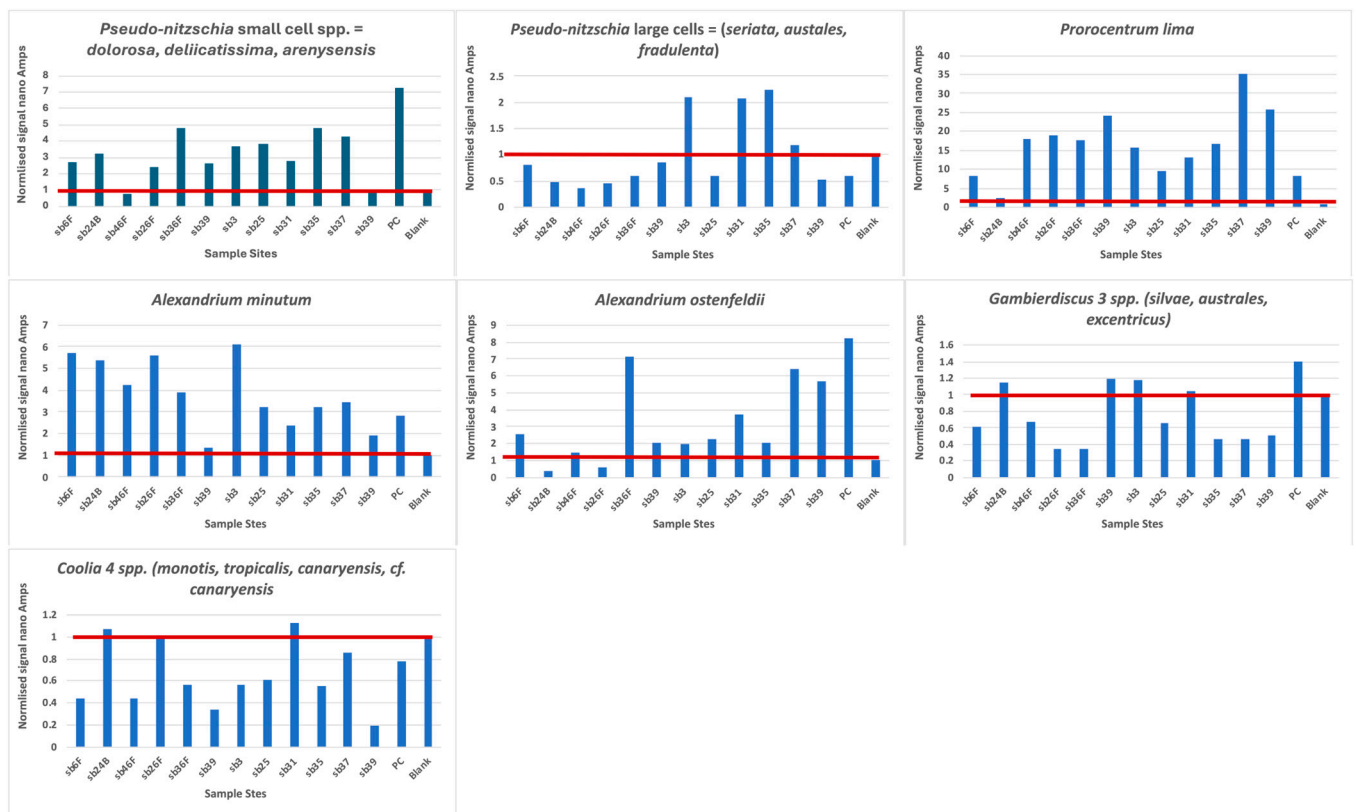 Pseudo-nitzschia small cell spp. =
dolorosa, deliicatissima, arenysensis
Normlised signal nano Amps
8
7
6
5
4
3
2
1
0
sb6F
sb24B
sb46F
sb26F
sb36F
sb39
sb3
sb25
sb31
sb35
sb37
sb39
PC
Blank
Sample Sites
Pseudo-nitzschia large cells = (seriata, australes,
fradulenta)
Normlised signal nano Amps
2.5
2
1.5
1
0.5
0
sb6F
sb24B
sb46F
sb26F
sb36F
sb39
sb3
sb25
sb31
sb35
sb37
sb39
PC
Blank
Sample Stes
Prorocentrum lima
Normlised signal nano Amps
40
35
30
25
20
15
10
5
0
sb6F
sb24B
sb46F
sb26F
sb36F
sb39
sb3
sb25
sb31
sb35
sb37
sb39
PC
Blank
Sample Stes
Alexandrium minutum
Normlised signal nano Amps
7
6
5
4
3
2
1
0
sb6F
sb24B
sb46F
sb26F
sb36F
sb39
sb3
sb25
sb31
sb35
sb37
sb39
PC
Blank
Sample Stes
Alexandrium ostenfeldii
Normlised signal nano Amps
9
8
7
6
5
4
3
2
1
0
sb6F
sb24B
sb46F
sb26F
sb36F
sb39
sb3
sb25
sb31
sb35
sb37
sb39
PC
Blank
Sample Stes
Gambierdiscus 3 spp. (silvae, australes,
excentricus)
Normlised signal nano Amps
1.6
1.4
1.2
1
0.8
0.6
0.4
0.2
0
sb6F
sb24B
sb46F
sb26F
sb36F
sb39
sb3
sb25
sb31
sb35
sb37
sb39
PC
Blank
Sample Stes
Coolia 4 spp. (monotis, tropicalis, canaryensis, cf.
canaryensis
Normlised signal nano Amps
1.2
1
0.8
0.6
0.4
0.2
0
sb6F
sb24B
sb46F
sb26F
sb36F
sb39
sb3
sb25
sb31
sb35
sb37
sb39
PC
Blank
Sample Stes